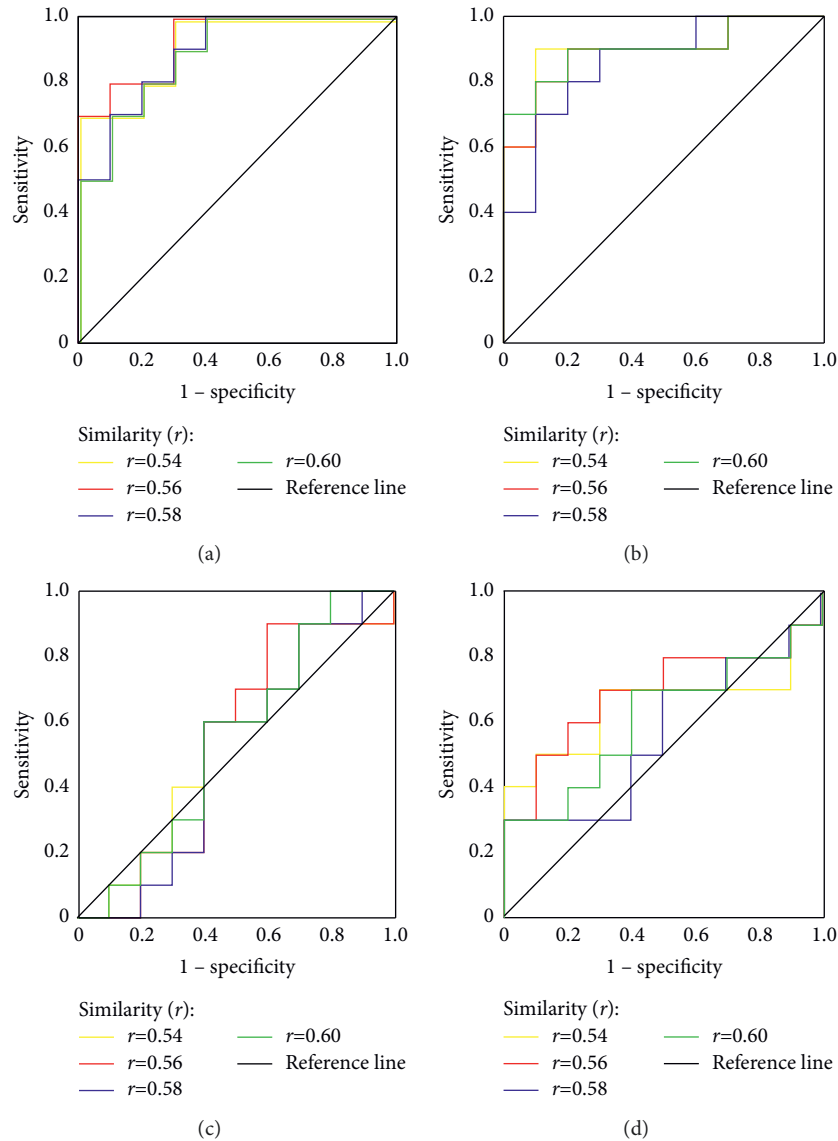 1.0
0.8
0.6
0.4
0.2
0
Sensitivity
0 0.2 0.4 0.6 0.8 1.0
1 – specificity
Similarity (r):
r=0.54
r=0.56
r=0.58
r=0.60
Reference line
(a)
1.0
0.8
0.6
0.4
0.2
0
Sensitivity
0 0.2 0.4 0.6 0.8 1.0
1 – specificity
Similarity (r):
r=0.54
r=0.56
r=0.58
r=0.60
Reference line
(b)
1.0
0.8
0.6
0.4
0.2
0
Sensitivity
0 0.2 0.4 0.6 0.8 1.0
1 – specificity
Similarity (r):
r=0.54
r=0.56
r=0.58
r=0.60
Reference line
(c)
1.0
0.8
0.6
0.4
0.2
0
Sensitivity
0 0.2 0.4 0.6 0.8 1.0
1 – specificity
Similarity (r):
r=0.54
r=0.56
r=0.58
r=0.60
Reference line
(d)